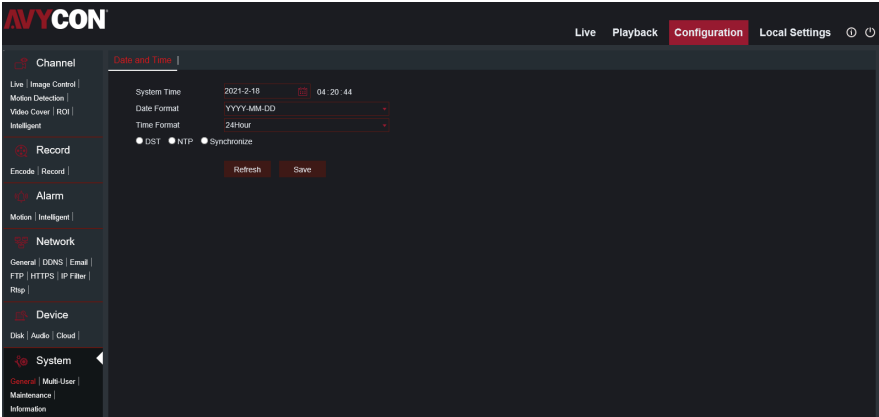 AVYCON
Live Playback Configuration Local Settings
Channel
Live | Image Control |
Motion Detection |
Video Cover | ROI |
Intelligent
Record
Encode | Record |
Alarm
Motion | Intelligent |
Network
General | DDNS | Email |
FTP | HTTPS | IP Filter |
Rtsp |
Device
Disk | Audio | Cloud |
System
General | Multi-User |
Maintenance |
Information
Date and Time |
System Time 2021-2-18 04:20:44
Date Format YYYY-MM-DD
Time Format 24Hour
DST NTP Synchronize
Refresh Save